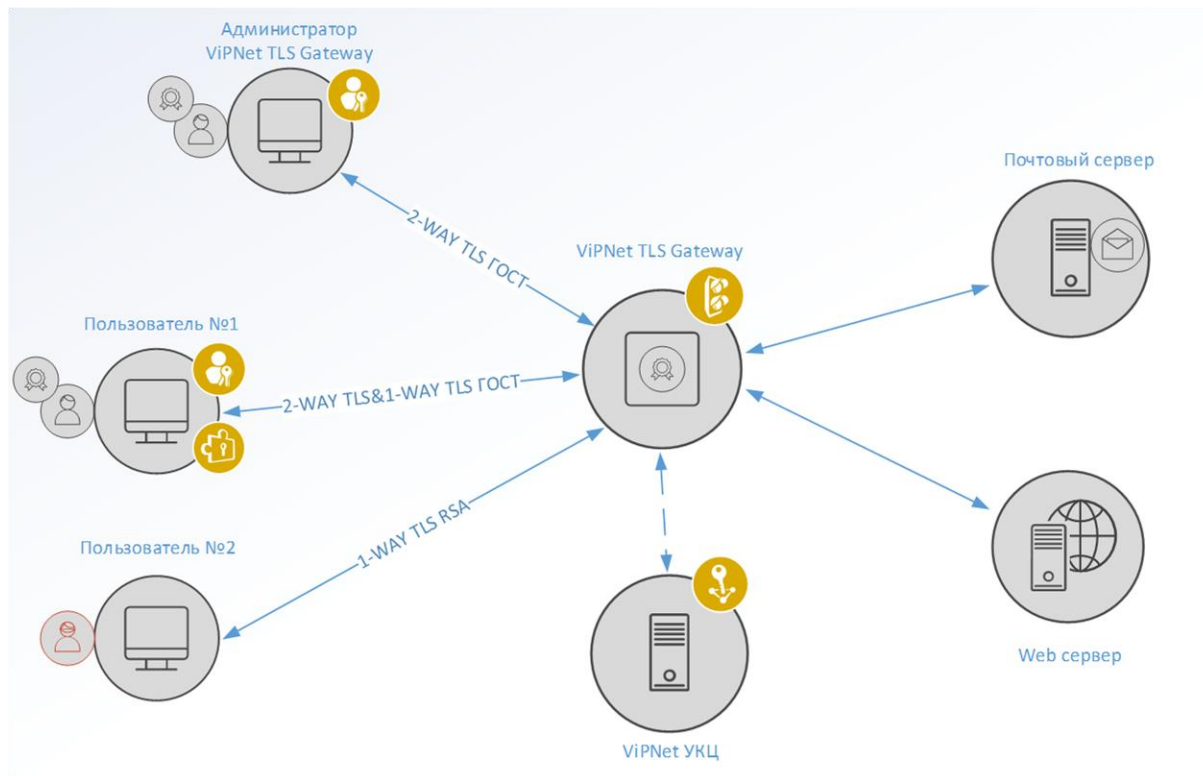 Администратор
ViPNet TLS Gateway
Почтовый сервер
2-WAY TLS ГОСТ
ViPNet TLS Gateway
Пользователь №1
2-WAY TLS&1-WAY TLS ГОСТ
1-WAY TLS RSA
Пользователь №2
Web сервер
ViPNet УКЦ